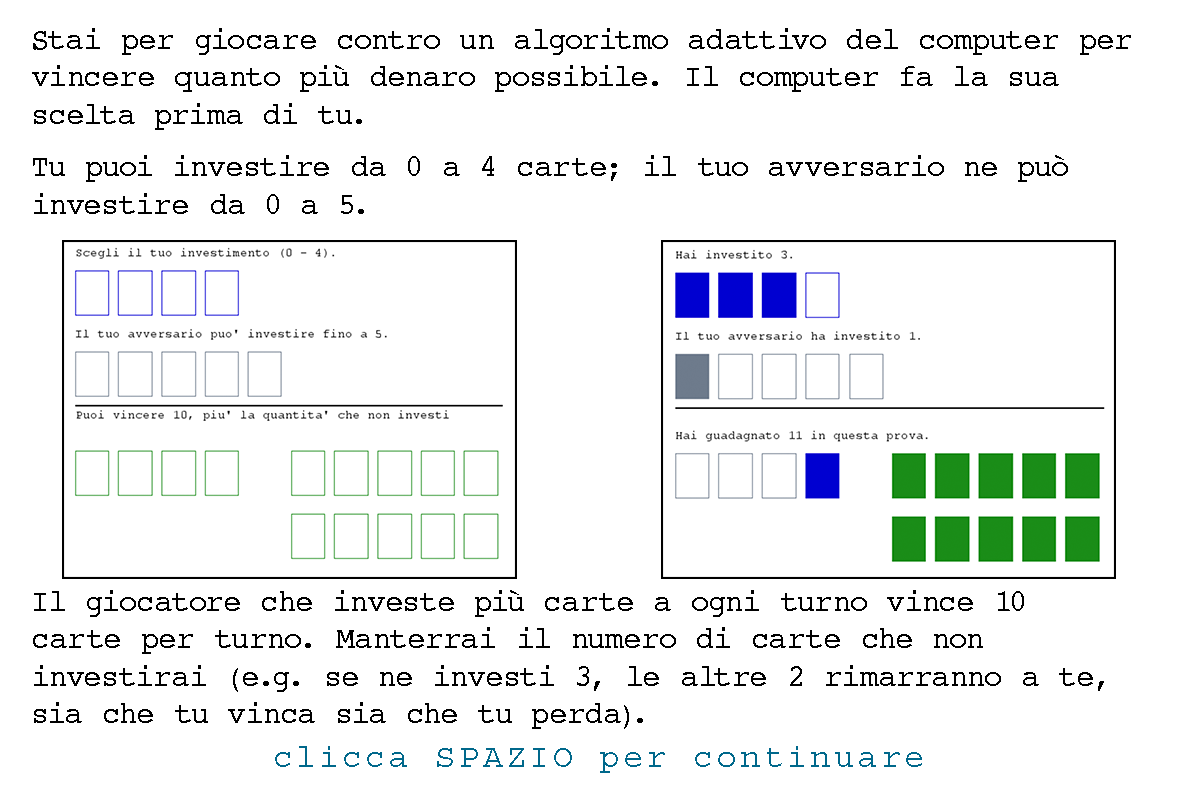 Stai per giocare contro un algoritmo adattivo del computer per
vincere quanto più denaro possibile. Il computer fa la sua
scelta prima di tu.
Tu puoi investire da 0 a 4 carte; il tuo avversario ne può
investire da 0 a 5.
Scegli il tuo investimento (0 - 4).
Il tuo avversario puo' investire fino a 5.
Puoi vincere 10, piu' la quantita' che non investi
Hai investito 3.
Il tuo avversario ha investito 1.
Hai guadagnato 11 in questa prova.
Il giocatore che investe più carte a ogni turno vince 10
carte per turno. Manterrai il numero di carte che non
investirai (e.g. se ne investi 3, le altre 2 rimarranno a te,
sia che tu vinca sia che tu perda).
clicca SPAZIO per continuare